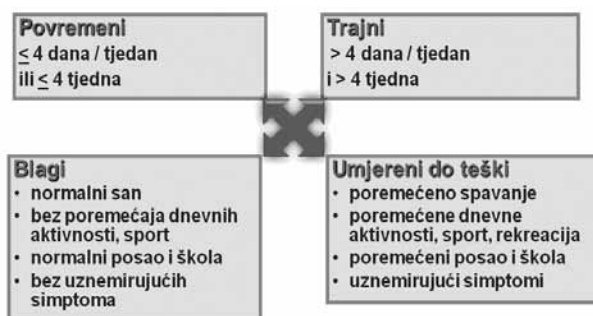 Povremeni
≤ 4 dana / tjedan
ili ≤ 4 tjedna
Trajni
> 4 dana / tjedan
i > 4 tjedna
Blagi
• normalni san
• bez poremećaja dnevnih
aktivnosti, sport
• normalni posao i škola
• bez uznemirujućih
simptoma
Umjereni do teški
• poremećeno spavanje
• poremećene dnevne
aktivnosti, sport, rekreacija
• poremećeni posao i škola
• uznemirujući simptomi